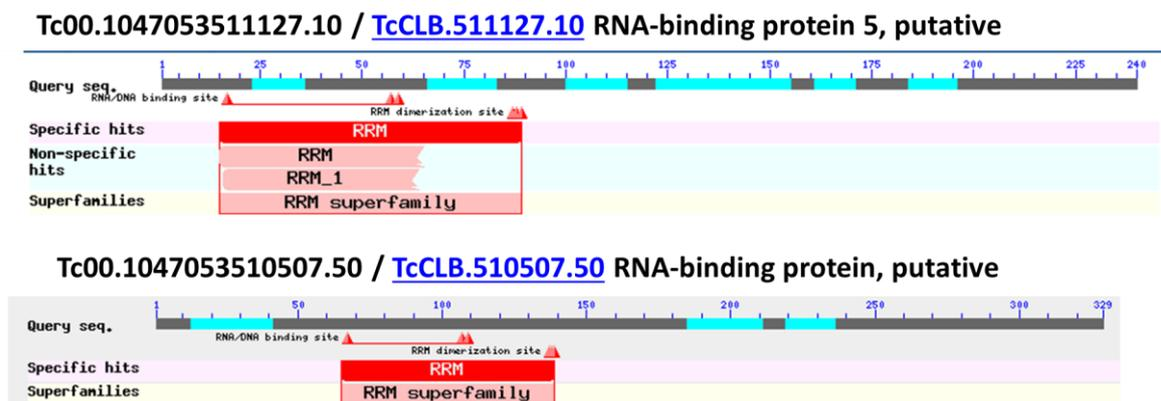 Tc00.1047053511127.10 / TcCLB.511127.10 RNA-binding protein 5, putative
1 25 50 75 100 125 150 175 200 225 240
Query seq.
RNA/DNA binding site
RRM dimerization site
Specific hits RRM
Non-specific hits RRM
RRM_1
Superfamilies RRM superfamily
Tc00.1047053510507.50 / TcCLB.510507.50 RNA-binding protein, putative
1 50 100 150 200 250 300 329
Query seq.
RNA/DNA binding site
RRM dimerization site
Specific hits RRM
Superfamilies RRM superfamily